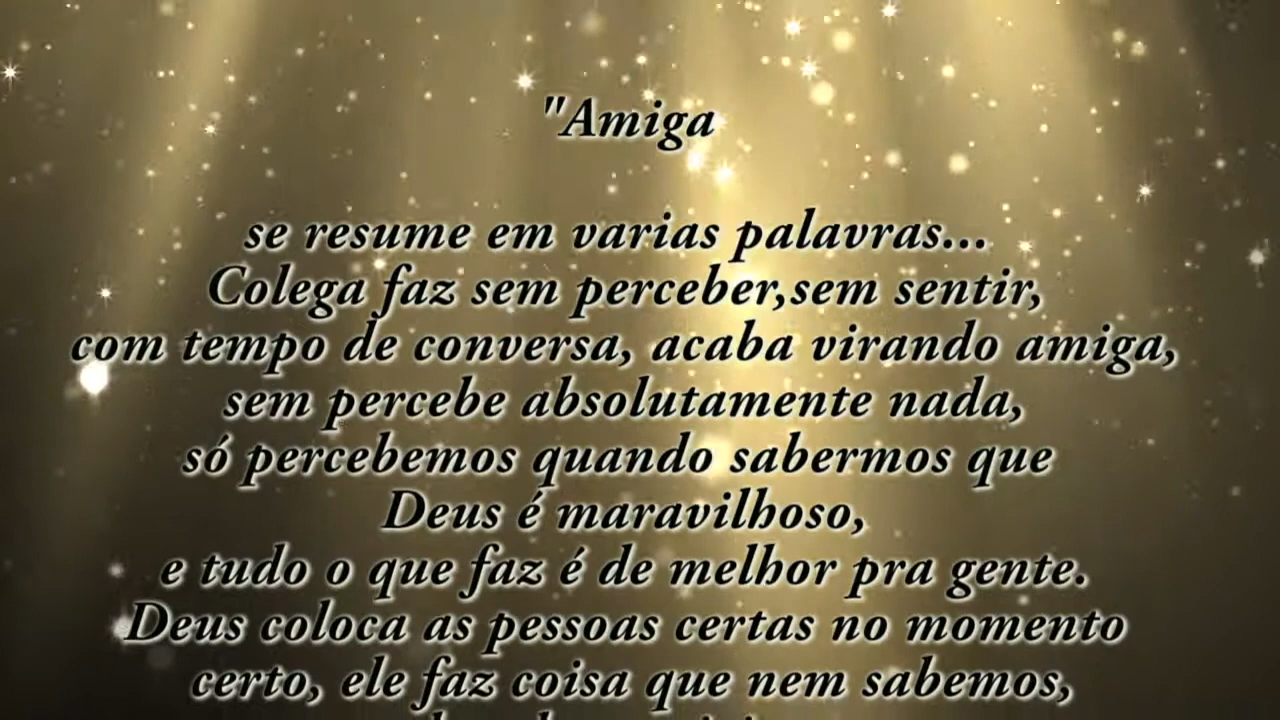 "Amiga
se resume em varias palavras...
Colega faz sem perceber,sem sentir,
com tempo de conversa, acaba virando amiga,
sem percebe absolutamente nada,
só percebemos quando sabermos que
Deus é maravilhoso,
e tudo o que faz é de melhor pra gente.
Deus coloca as pessoas certas no momento
certo, ele faz coisa que nem sabemos,